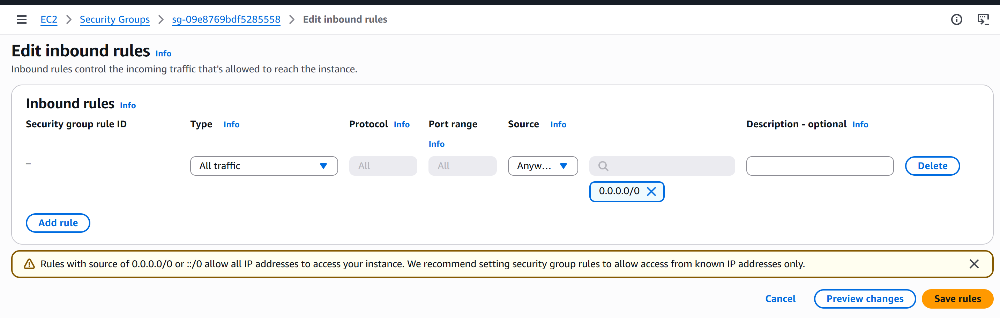 EC2 > Security Groups > sg-09e8769bdf5285558 > Edit inbound rules
Edit inbound rules Info
Inbound rules control the incoming traffic that's allowed to reach the instance.
Inbound rules Info
Security group rule ID Type Info Protocol Info Port range Info Source Info Description - optional Info
– All traffic All All Anyw... Delete
0.0.0.0/0
Add rule
Rules with source of 0.0.0.0/0 or ::/0 allow all IP addresses to access your instance. We recommend setting security group rules to allow access from known IP addresses only.
Cancel Preview changes Save rules